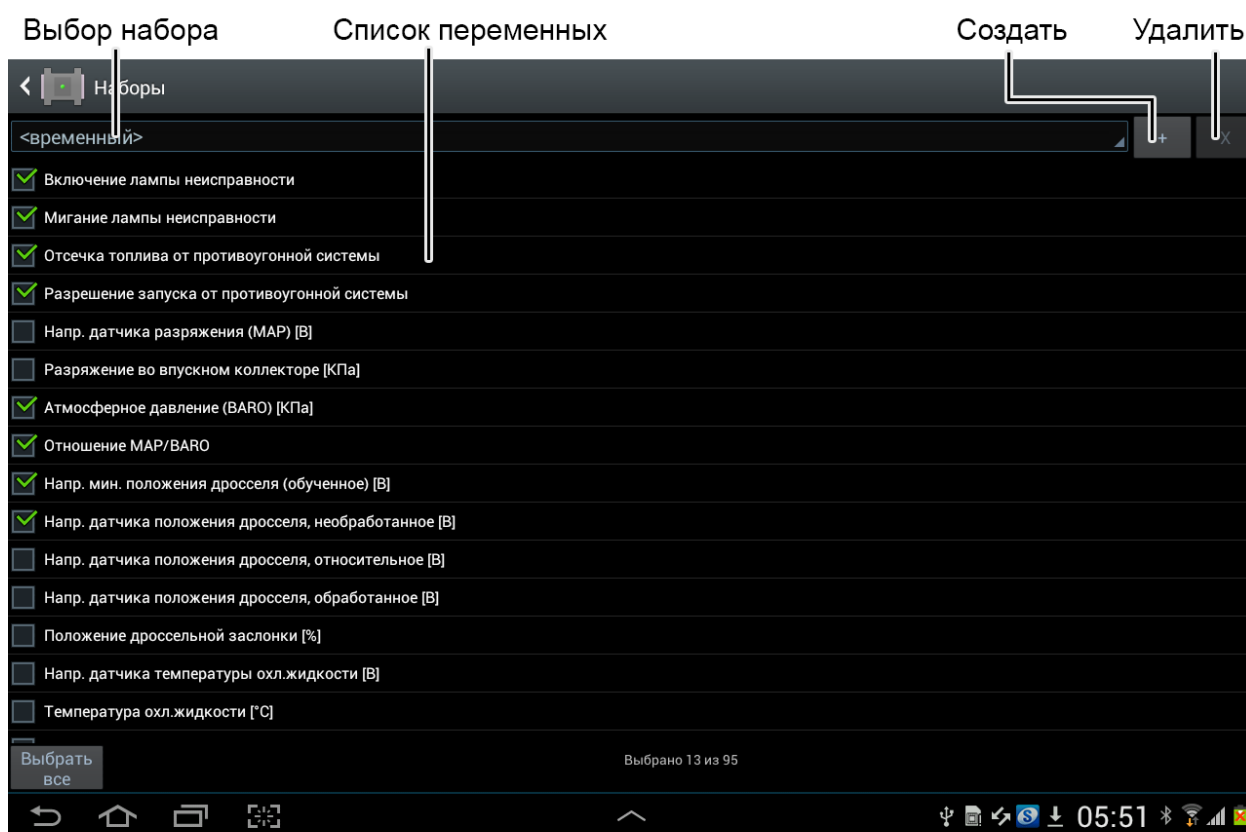 Выбор набора Список переменных Создать Удалить
Наборы
<временный> + X
Включение лампы неисправности
Мигание лампы неисправности
Отсечка топлива от противоугонной системы
Разрешение запуска от противоугонной системы
Напр. датчика разряжения (MAP) [В]
Разряжение во впускном коллекторе [КПа]
Атмосферное давление (BARO) [КПа]
Отношение MAP/BARO
Напр. мин. положения дросселя (обученное) [В]
Напр. датчика положения дросселя, необработанное [В]
Напр. датчика положения дросселя, относительное [В]
Напр. датчика положения дросселя, обработанное [В]
Положение дроссельной заслонки [%]
Напр. датчика температуры охл.жидкости [В]
Температура охл.жидкости [°C]
Выбрать
все
Выбрано 13 из 95
05:51